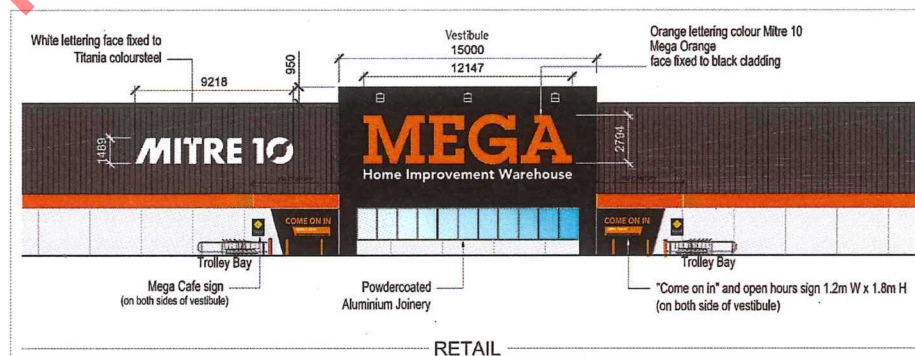 White lettering face fixed to
Titania coloursteel
9218
950
Vestibule
15000
12147
Orange lettering colour Mitre 10
Mega Orange
face fixed to black cladding
1489
MITRE 10
MEGA
2794
Home Improvement Warehouse
COME ON IN
COME ON IN
Trolley Bay
Trolley Bay
Mega Cafe sign
(on both sides of vestibule)
Powdercoated
Aluminium Joinery
"Come on in" and open hours sign 1.2m W x 1.8m H
(on both side of vestibule)
RETAIL